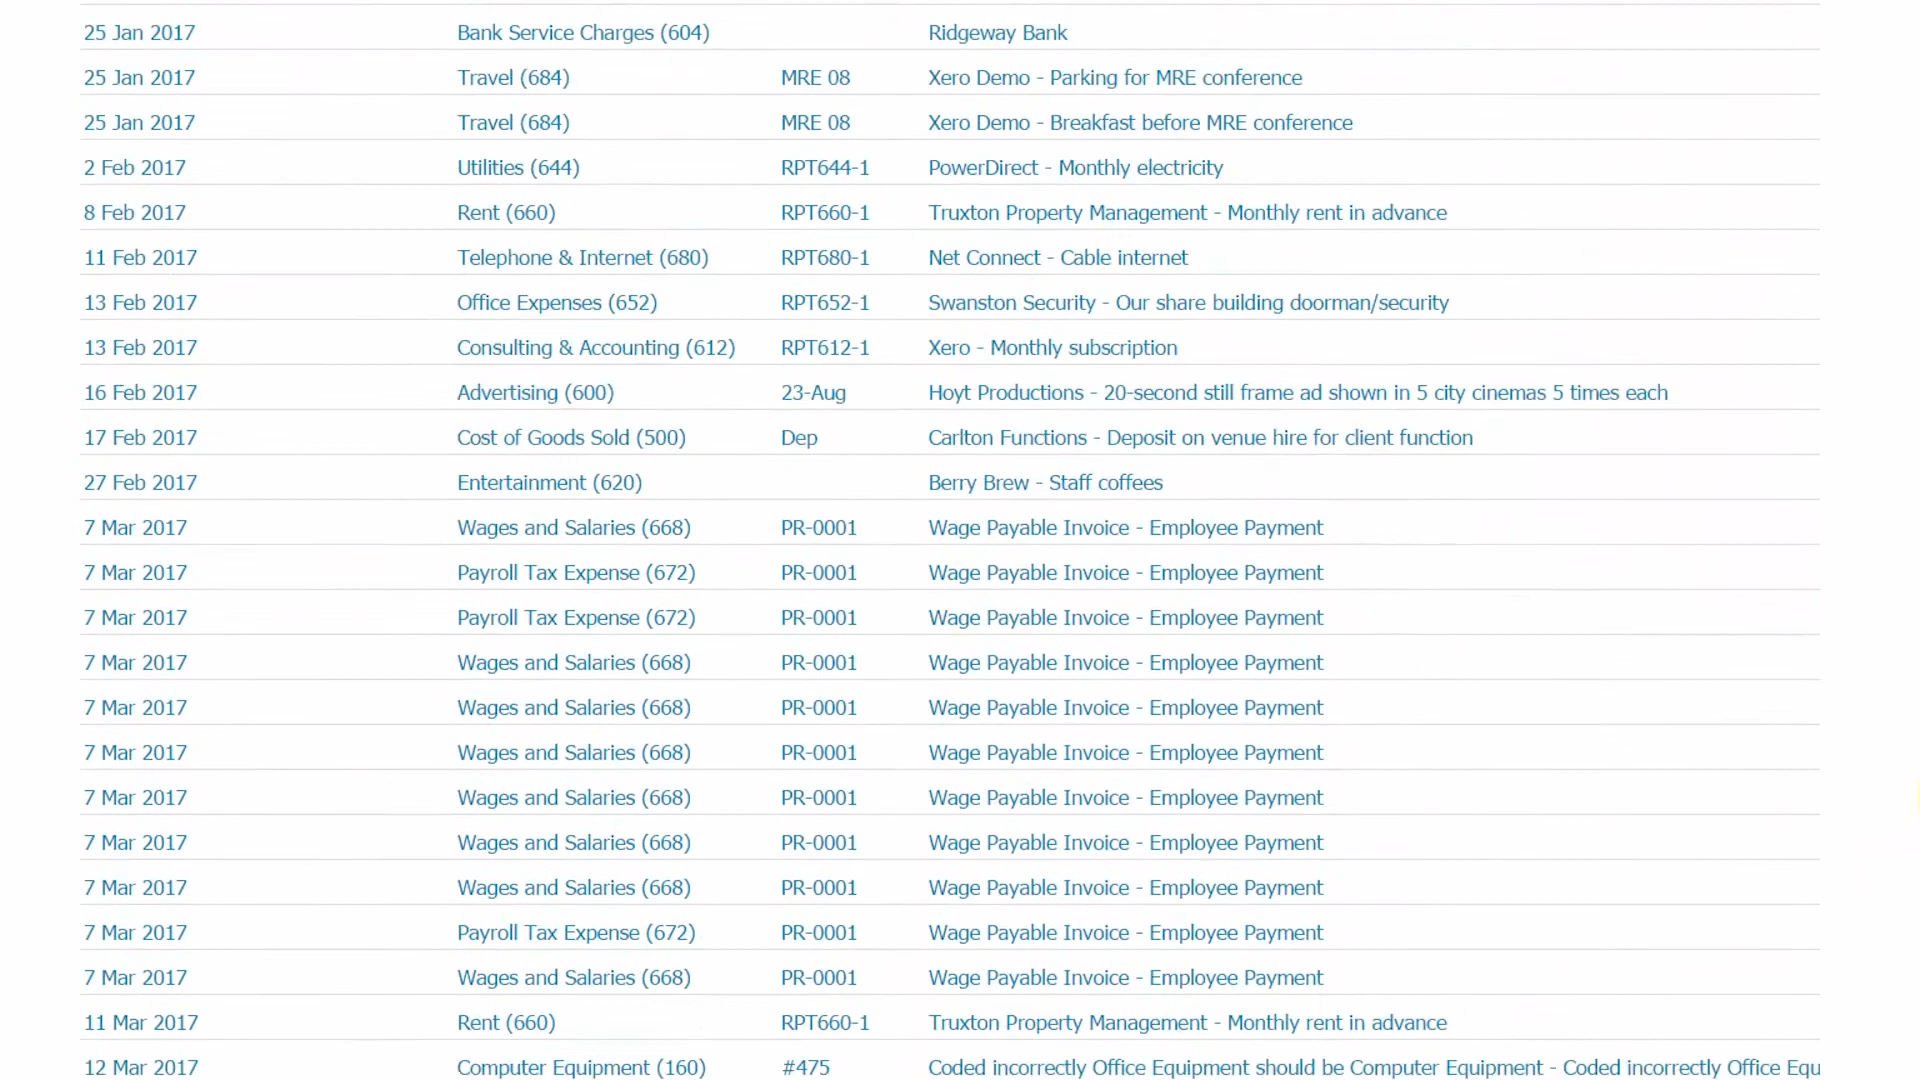 25 Jan 2017 Bank Service Charges (604) Ridgeway Bank
25 Jan 2017 Travel (684) MRE 08 Xero Demo - Parking for MRE conference
25 Jan 2017 Travel (684) MRE 08 Xero Demo - Breakfast before MRE conference
2 Feb 2017 Utilities (644) RPT644-1 PowerDirect - Monthly electricity
8 Feb 2017 Rent (660) RPT660-1 Truxton Property Management - Monthly rent in advance
11 Feb 2017 Telephone & Internet (680) RPT680-1 Net Connect - Cable internet
13 Feb 2017 Office Expenses (652) RPT652-1 Swanston Security - Our share building doorman/security
13 Feb 2017 Consulting & Accounting (612) RPT612-1 Xero - Monthly subscription
16 Feb 2017 Advertising (600) 23-Aug Hoyt Productions - 20-second still frame ad shown in 5 city cinemas 5 times each
17 Feb 2017 Cost of Goods Sold (500) Dep Carlton Functions - Deposit on venue hire for client function
27 Feb 2017 Entertainment (620) Berry Brew - Staff coffees
7 Mar 2017 Wages and Salaries (668) PR-0001 Wage Payable Invoice - Employee Payment
7 Mar 2017 Payroll Tax Expense (672) PR-0001 Wage Payable Invoice - Employee Payment
7 Mar 2017 Payroll Tax Expense (672) PR-0001 Wage Payable Invoice - Employee Payment
7 Mar 2017 Wages and Salaries (668) PR-0001 Wage Payable Invoice - Employee Payment
7 Mar 2017 Wages and Salaries (668) PR-0001 Wage Payable Invoice - Employee Payment
7 Mar 2017 Wages and Salaries (668) PR-0001 Wage Payable Invoice - Employee Payment
7 Mar 2017 Wages and Salaries (668) PR-0001 Wage Payable Invoice - Employee Payment
7 Mar 2017 Wages and Salaries (668) PR-0001 Wage Payable Invoice - Employee Payment
7 Mar 2017 Wages and Salaries (668) PR-0001 Wage Payable Invoice - Employee Payment
7 Mar 2017 Payroll Tax Expense (672) PR-0001 Wage Payable Invoice - Employee Payment
7 Mar 2017 Wages and Salaries (668) PR-0001 Wage Payable Invoice - Employee Payment
11 Mar 2017 Rent (660) RPT660-1 Truxton Property Management - Monthly rent in advance
12 Mar 2017 Computer Equipment (160) #475 Coded incorrectly Office Equipment should be Computer Equipment - Coded incorrectly Office Equ